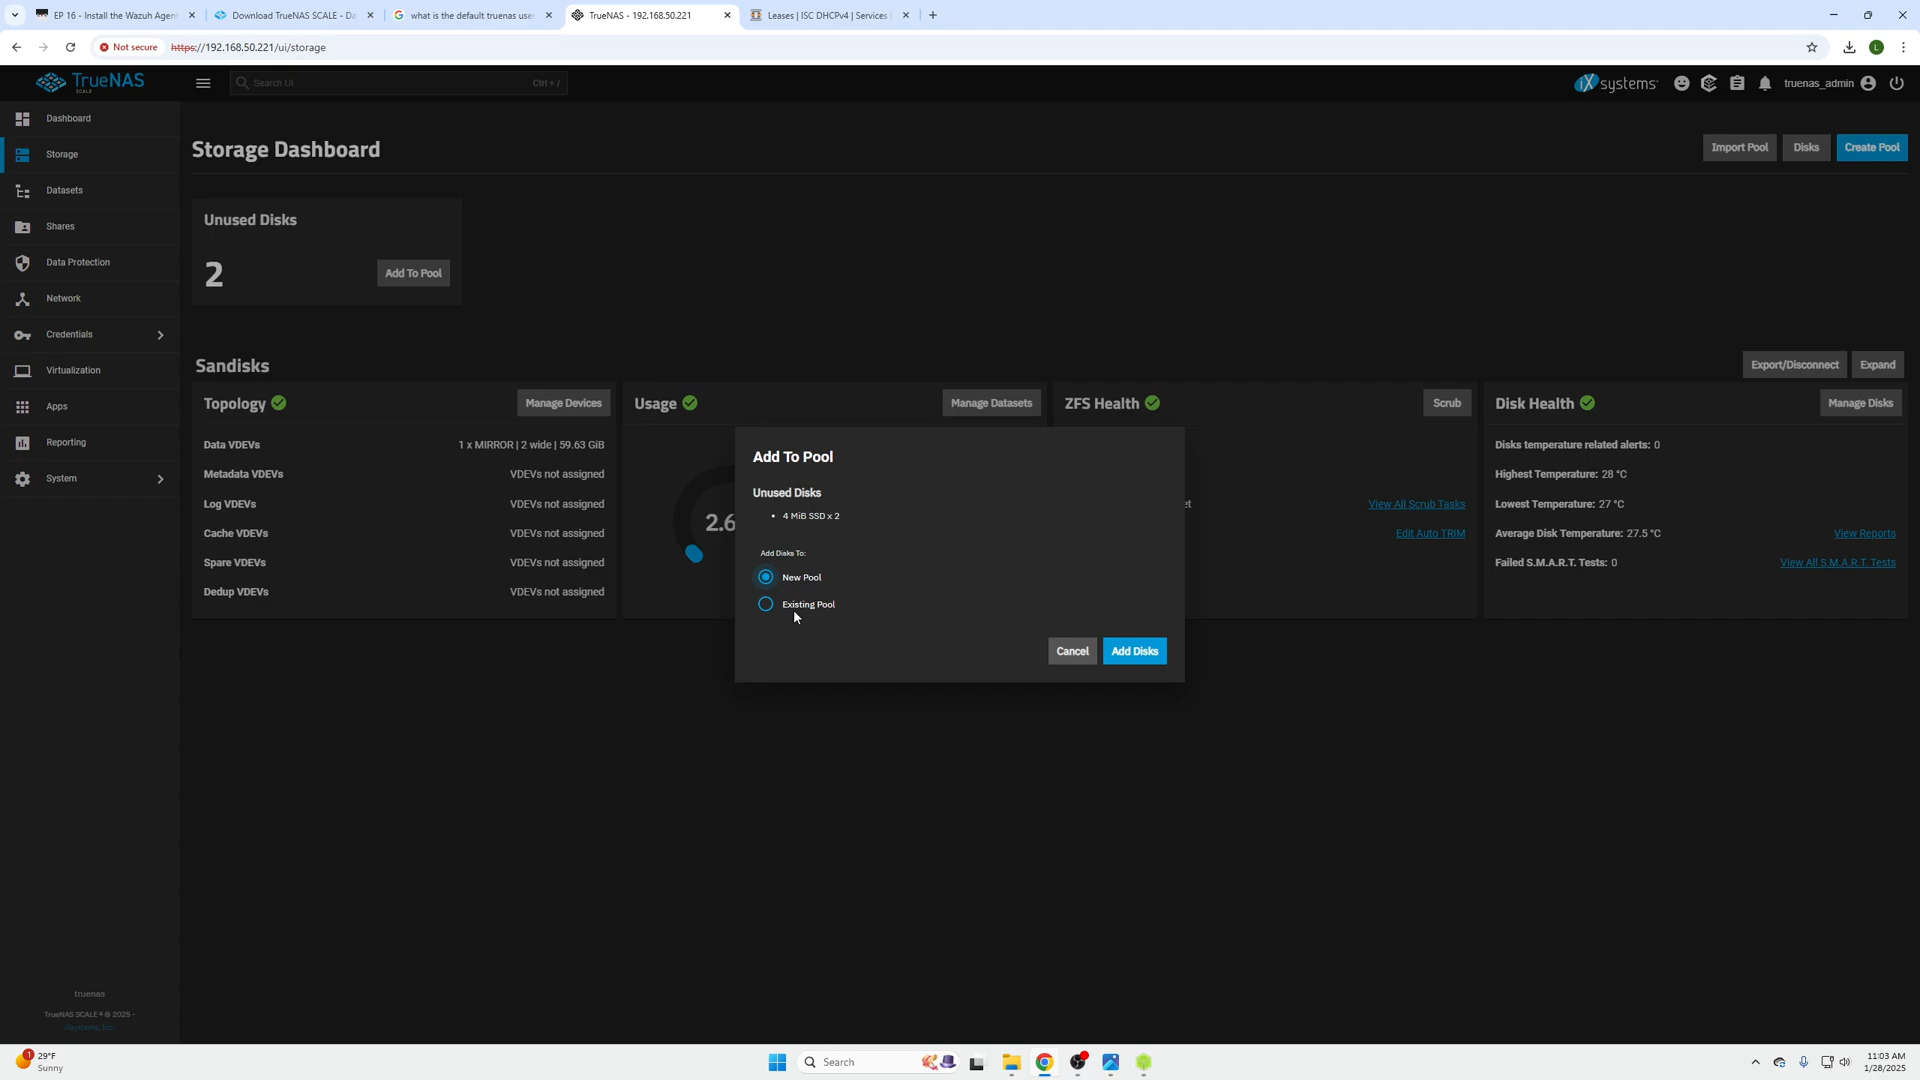 EP 16 - Install the Wazuh Agen
Download TrueNAS SCALE - Da
what is the default truenas use
TrueNAS - 192.168.50.221
Leases | ISC DHCPv4 | Services
Not secure
https://192.168.50.221/ui/storage
L
TrueNAS
SCALE
Search UI
Ctrl + /
iXsystems
truenas_admin
Dashboard
Storage
Datasets
Shares
Data Protection
Network
Credentials
Virtualization
Apps
Reporting
System
truenas
TrueNAS SCALE ® © 2025 -
iXsystems, Inc.
Storage Dashboard
Import Pool
Disks
Create Pool
Unused Disks
2
Add To Pool
Sandisks
Export/Disconnect
Expand
Topology
Manage Devices
Data VDEVs
1 x MIRROR | 2 wide | 59.63 GiB
Metadata VDEVs
VDEVs not assigned
Log VDEVs
VDEVs not assigned
Cache VDEVs
VDEVs not assigned
Spare VDEVs
VDEVs not assigned
Dedup VDEVs
VDEVs not assigned
Usage
Manage Datasets
2.6
ZFS Health
Scrub
et
View All Scrub Tasks
Edit Auto TRIM
Disk Health
Manage Disks
Disks temperature related alerts: 0
Highest Temperature: 28 °C
Lowest Temperature: 27 °C
Average Disk Temperature: 27.5 °C
View Reports
Failed S.M.A.R.T. Tests: 0
View All S.M.A.R.T. Tests
Add To Pool
Unused Disks
• 4 MiB SSD x 2
Add Disks To:
New Pool
Existing Pool
Cancel
Add Disks
1
29°F
Sunny
Search
11:03 AM
1/28/2025